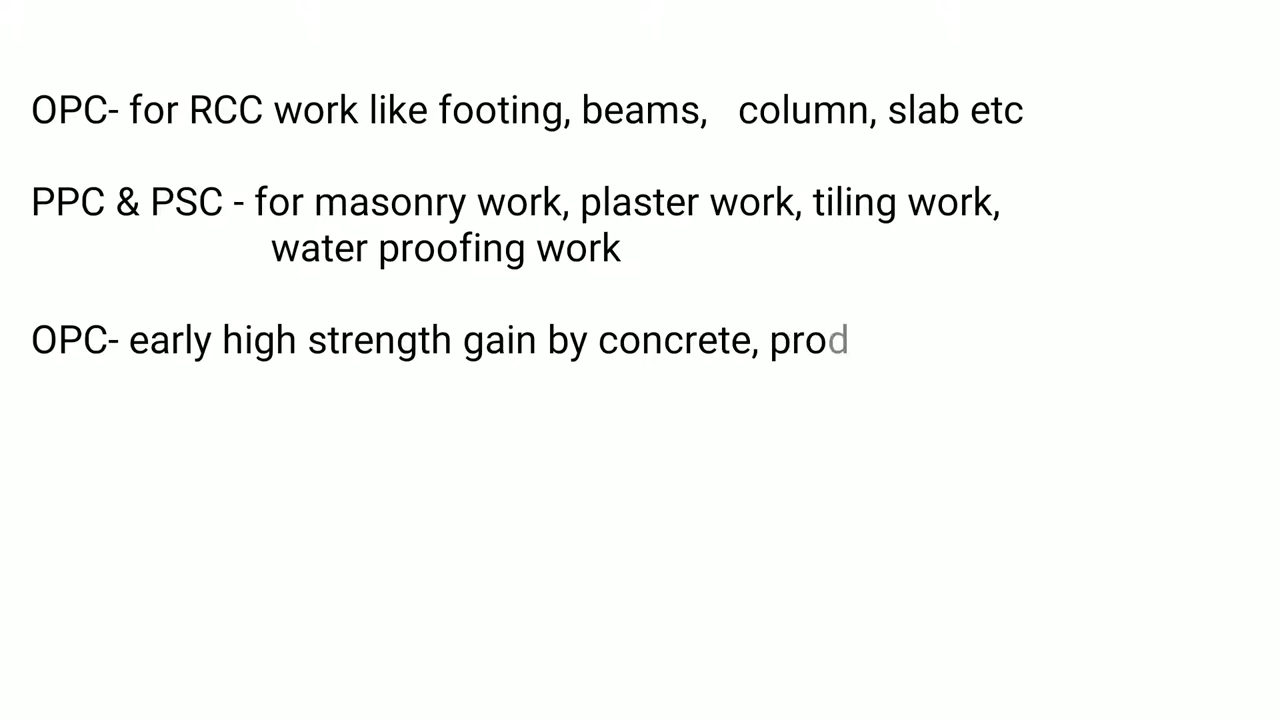 OPC- for RCC work like footing, beams, column, slab etc
PPC & PSC - for masonry work, plaster work, tiling work,
water proofing work
OPC- early high strength gain by concrete, prod